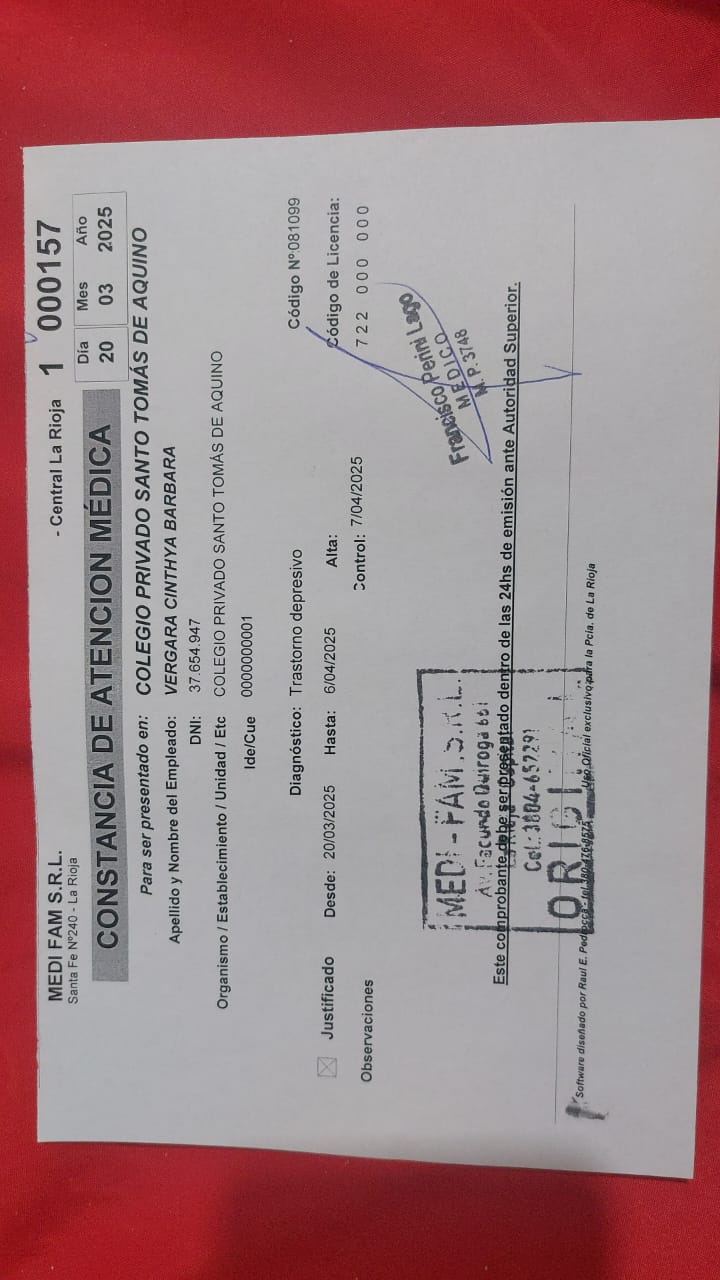 MEDI FAM S.R.L. - Central La Rioja 1 000157
Santa Fe Nº240 - La Rioja
CONSTANCIA DE ATENCION MÉDICA
Día Mes Año
20 03 2025
Para ser presentado en: COLEGIO PRIVADO SANTO TOMÁS DE AQUINO
Apellido y Nombre del Empleado: VERGARA CINTHYA BARBARA
DNI: 37.654.947
Organismo / Establecimiento / Unidad / Etc COLEGIO PRIVADO SANTO TOMÁS DE AQUINO
Ide/Cue 0000000001
Diagnóstico: Trastorno depresivo Código Nº 081099
Justificado Desde: 20/03/2025 Hasta: 6/04/2025 Alta: Código de Licencia:
Observaciones Control: 7/04/2025 722 000 000
Francisco Perini Lago
MEDICO
M.P. 3748
MEDI-FAM S.R.L.
Av. Facundo Quiroga
Cel.: 3804-657291
ORIGINAL
Este comprobante debe ser presentado dentro de las 24hs de emisión ante Autoridad Superior.
Software diseñado por Raul E. Uso Oficial exclusivo para la Pcia. de La Rioja